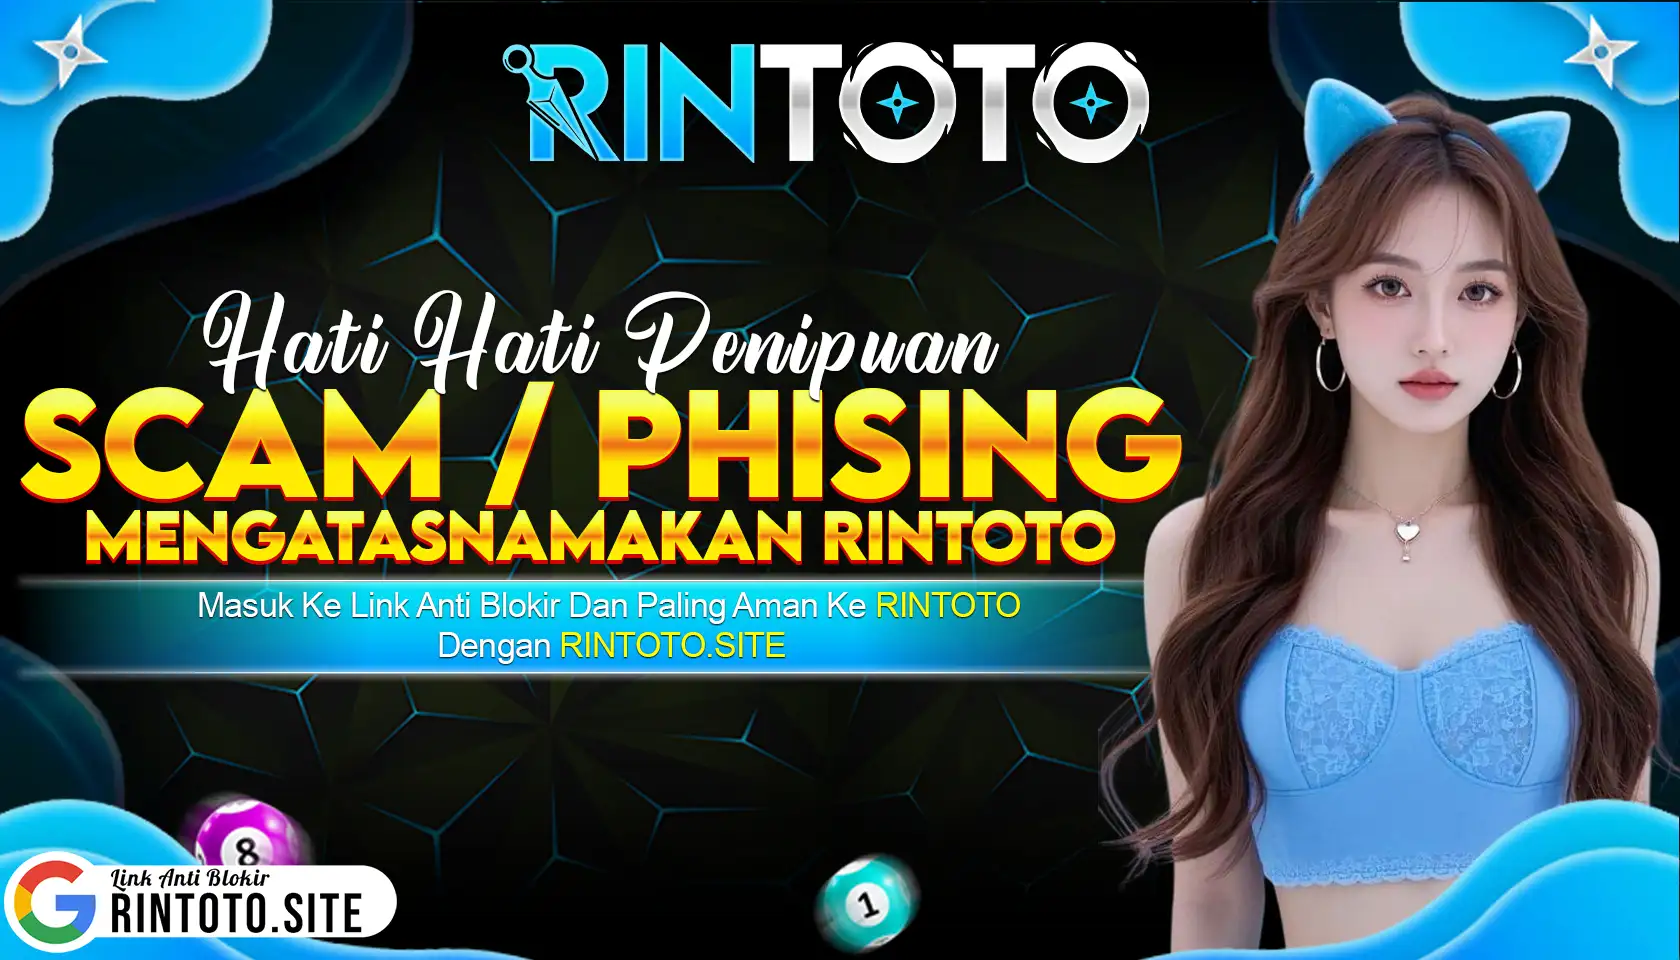 RINTOTO
Hati Hati Penipuan
SCAM / PHISING
MENGATASNAMAKAN RINTOTO
Masuk Ke Link Anti Blokir Dan Paling Aman Ke RINTOTO
Dengan RINTOTO.SITE
8
1
Link Anti Blokir
RINTOTO.SITE